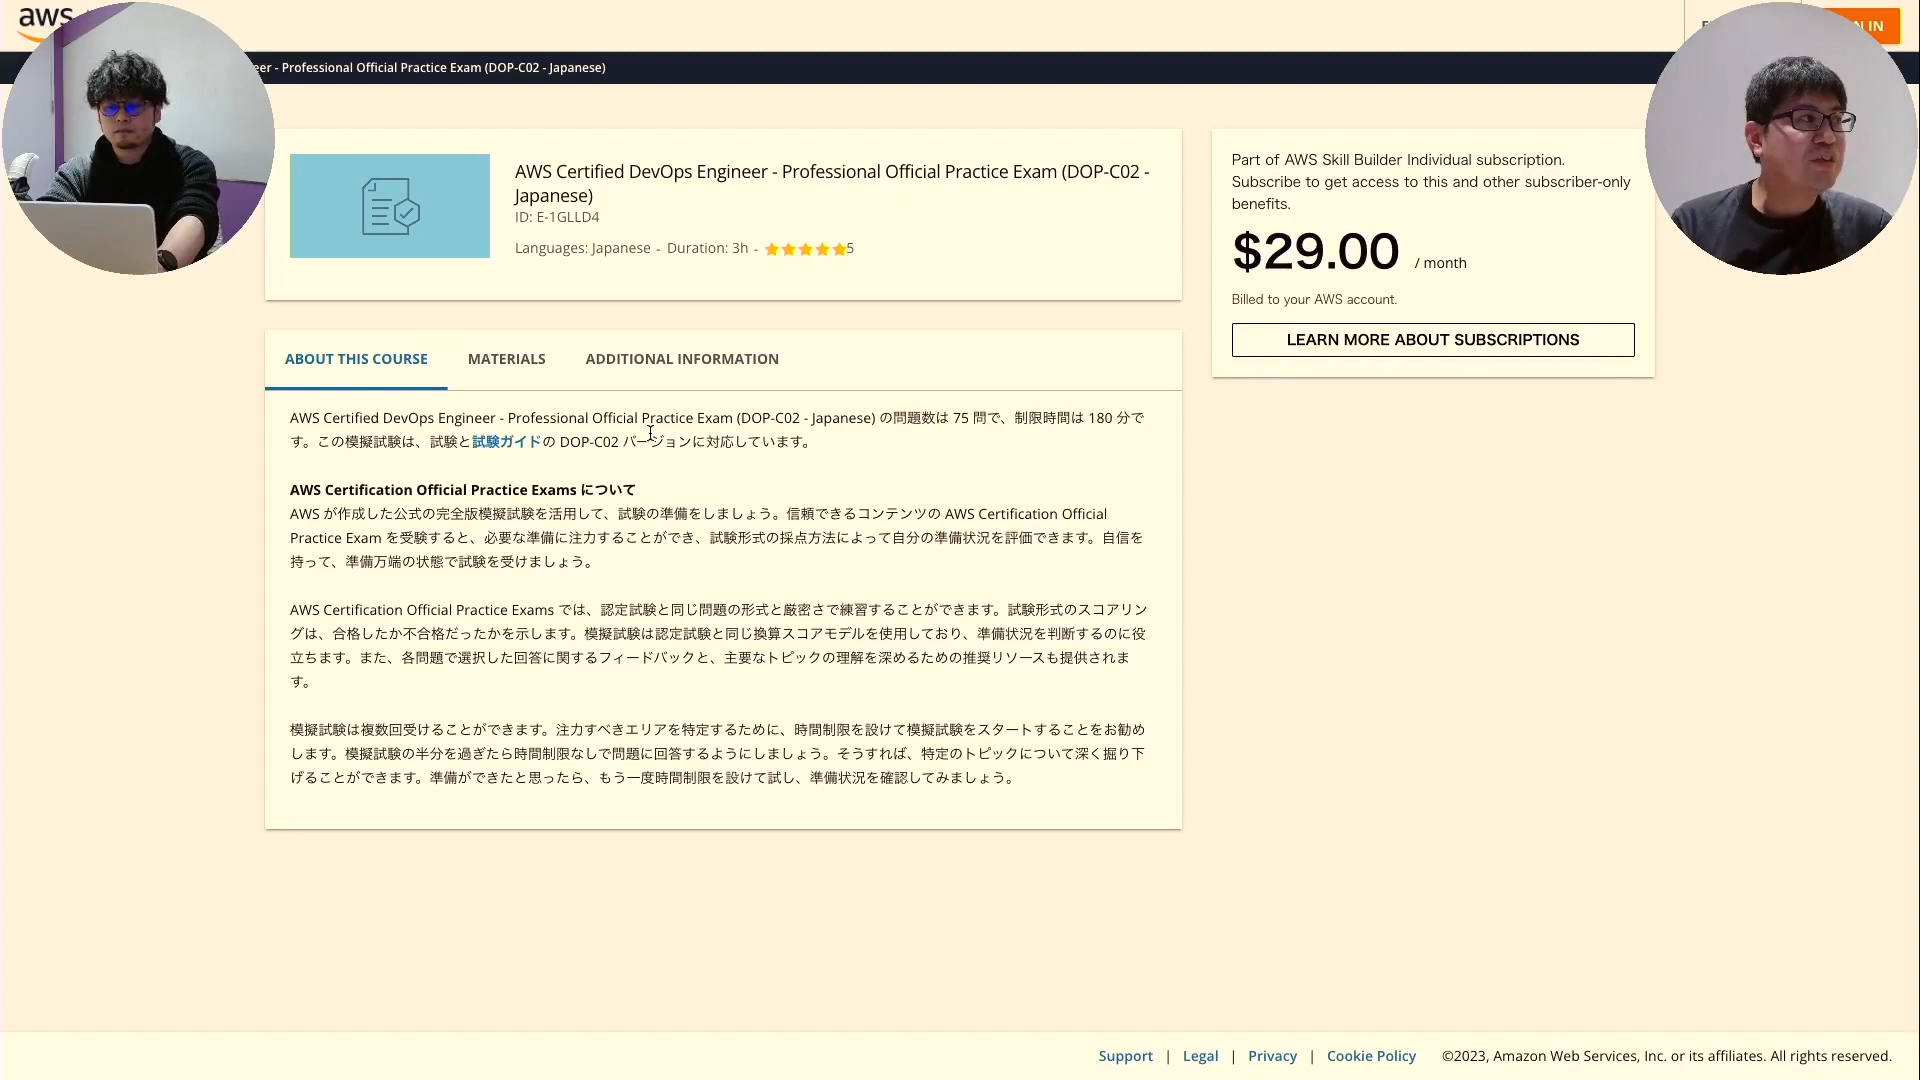 aws
IN
eer - Professional Official Practice Exam (DOP-C02 - Japanese)
AWS Certified DevOps Engineer - Professional Official Practice Exam (DOP-C02 -
Japanese)
ID: E-1GLLD4
Languages: Japanese - Duration: 3h - 5
Part of AWS Skill Builder Individual subscription.
Subscribe to get access to this and other subscriber-only
benefits.
$29.00 / month
Billed to your AWS account.
LEARN MORE ABOUT SUBSCRIPTIONS
ABOUT THIS COURSE MATERIALS ADDITIONAL INFORMATION
AWS Certified DevOps Engineer - Professional Official Practice Exam (DOP-C02 - Japanese) の問題数は 75 問で、制限時間は 180 分で
す。この模擬試験は、試験と試験ガイドの DOP-C02 バージョンに対応しています。
AWS Certification Official Practice Exams について
AWS が作成した公式の完全版模擬試験を活用して、試験の準備をしましょう。信頼できるコンテンツの AWS Certification Official
Practice Exam を受験すると、必要な準備に注力することができ、試験形式の採点方法によって自分の準備状況を評価できます。自信を
持って、準備万端の状態で試験を受けましょう。
AWS Certification Official Practice Exams では、認定試験と同じ問題の形式と厳密さで練習することができます。試験形式のスコアリン
グは、合格したか不合格だったかを示します。模擬試験は認定試験と同じ換算スコアモデルを使用しており、準備状況を判断するのに役
立ちます。また、各問題で選択した回答に関するフィードバックと、主要なトピックの理解を深めるための推奨リソースも提供されま
す。
模擬試験は複数回受けることができます。注力すべきエリアを特定するために、時間制限を設けて模擬試験をスタートすることをお勧め
します。模擬試験の半分を過ぎたら時間制限なしで問題に回答するようにしましょう。そうすれば、特定のトピックについて深く掘り下
げることができます。準備ができたと思ったら、もう一度時間制限を設けて試し、準備状況を確認してみましょう。
Support | Legal | Privacy | Cookie Policy ©2023, Amazon Web Services, Inc. or its affiliates. All rights reserved.